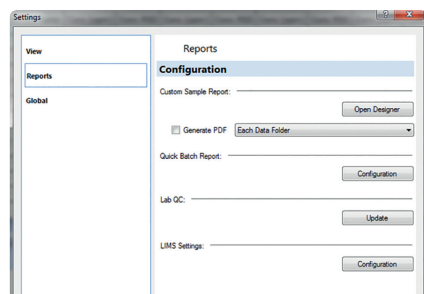 Settings
View
Reports
Global
Reports
Configuration
Custom Sample Report:
Open Designer
Generate PDF
Each Data Folder
Quick Batch Report:
Configuration
Lab QC:
Update
LIMS Settings:
Configuration